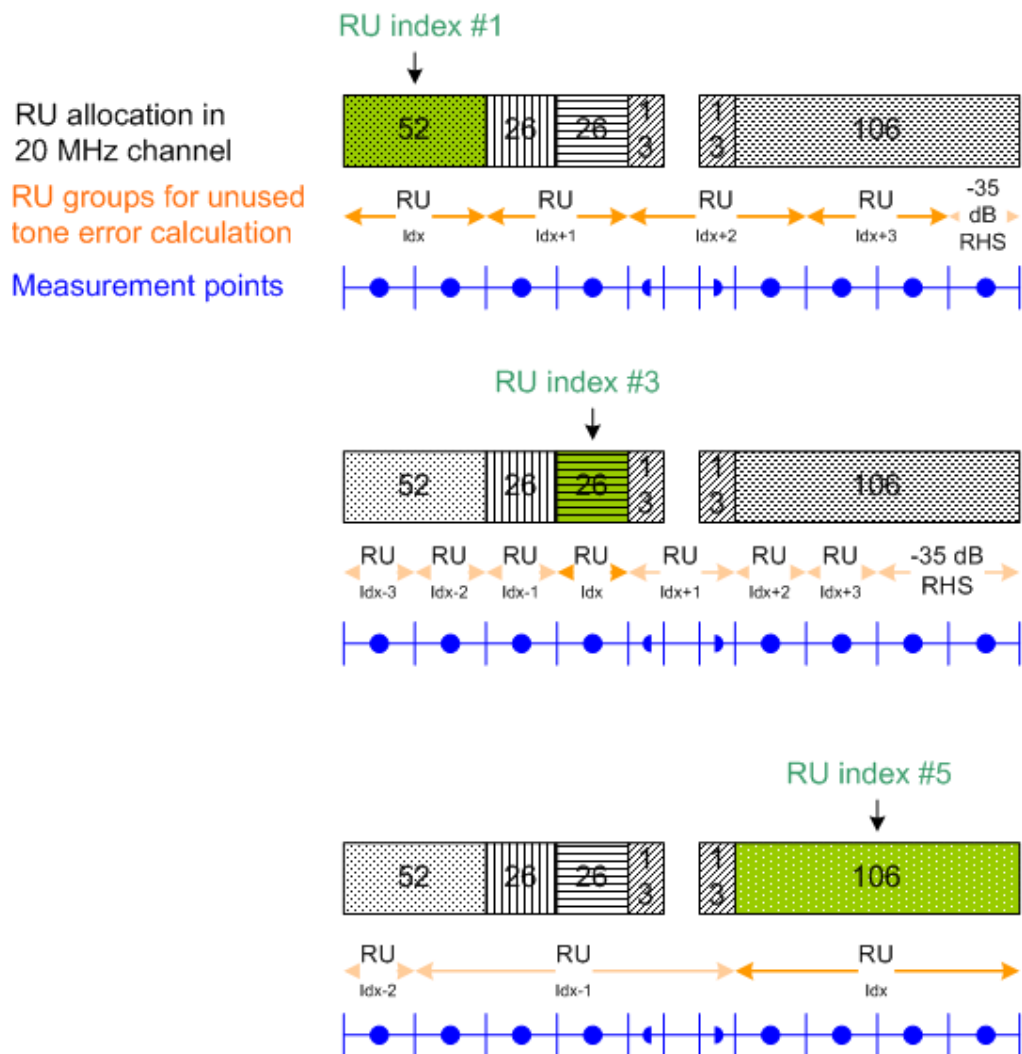 RU index #1
RU allocation in
20 MHz channel
52 26 26 1 3 1 3 106
RU groups for unused
tone error calculation
RU RU RU RU -35 dB RHS
Idx Idx+1 Idx+2 Idx+3
Measurement points
RU index #3
52 26 26 1 3 1 3 106
RU RU RU RU RU RU RU -35 dB RHS
Idx-3 Idx-2 Idx-1 Idx Idx+1 Idx+2 Idx+3
RU index #5
52 26 26 1 3 1 3 106
RU RU RU
Idx-2 Idx-1 Idx